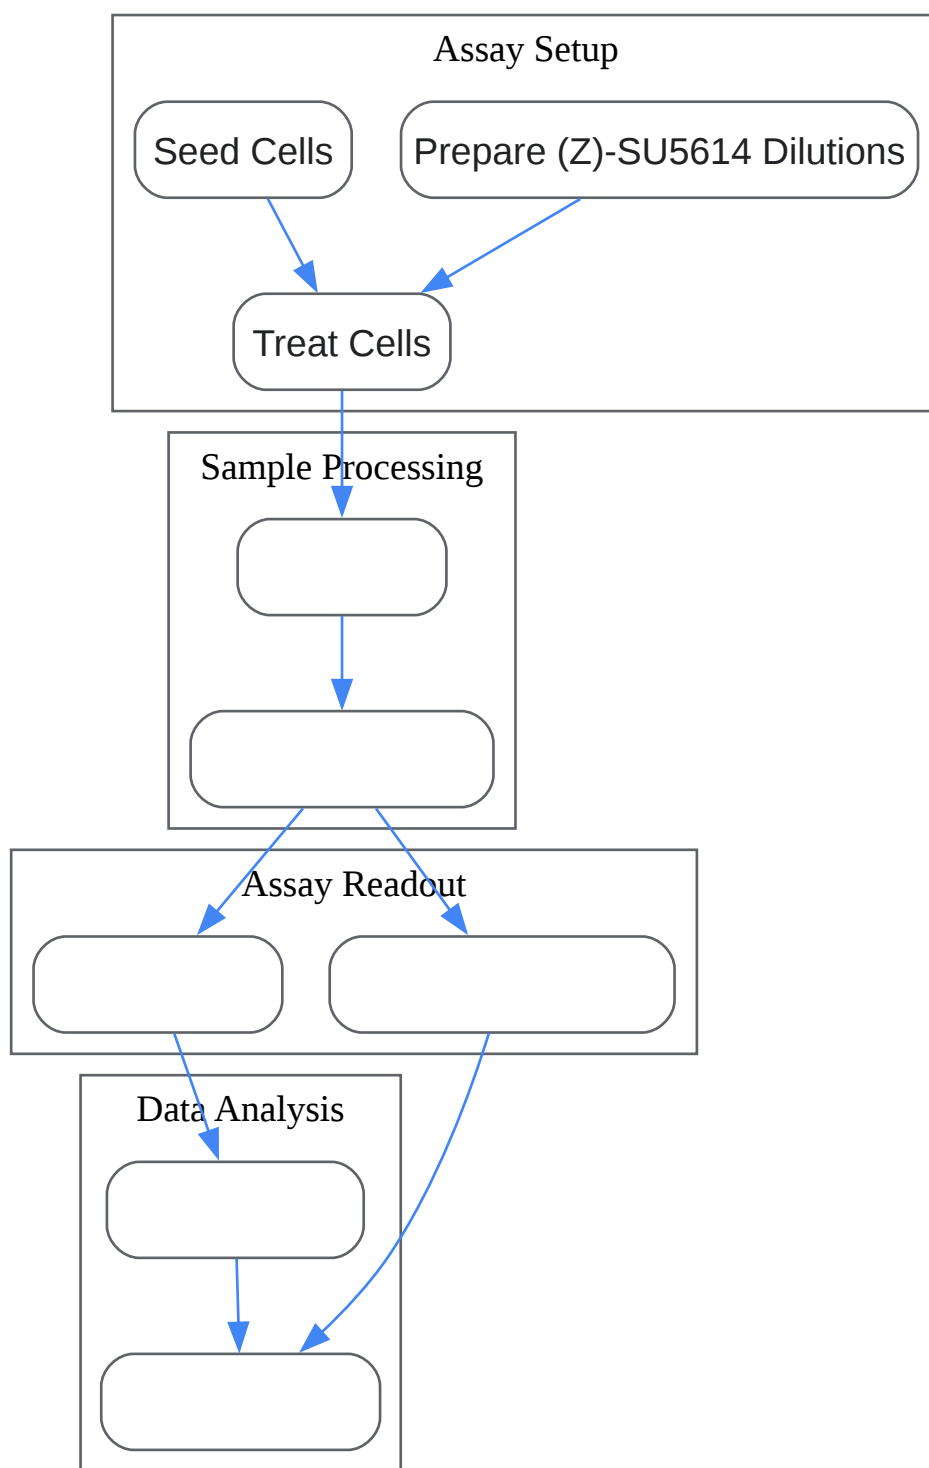 Assay Setup
Seed Cells
Prepare (Z)-SU5614 Dilutions
Treat Cells
Sample Processing
Assay Readout
Data Analysis